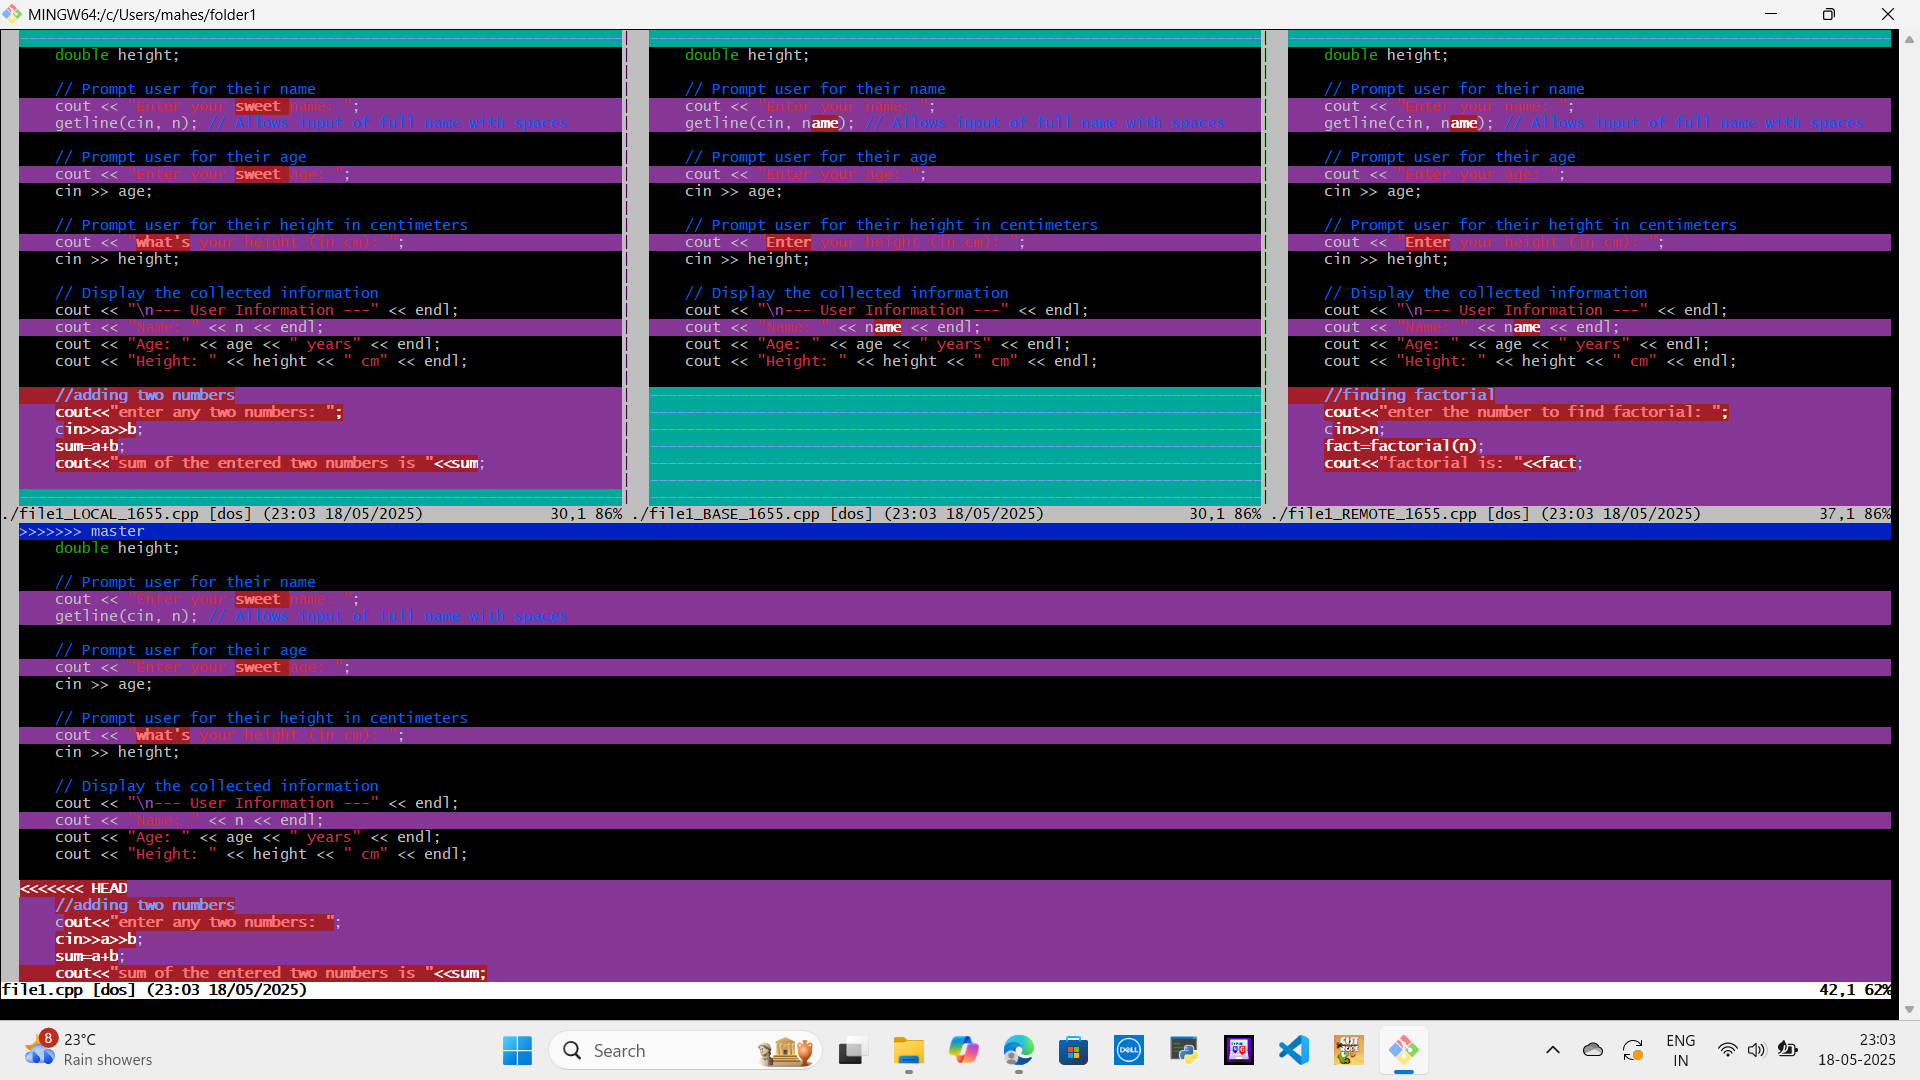 MINGW64:/c/Users/mahes/folder1
double height;
// Prompt user for their name
cout << "Enter your sweet name: ";
getline(cin, n); // Allows input of full name with spaces
// Prompt user for their age
cout << "Enter your sweet age: ";
cin >> age;
// Prompt user for their height in centimeters
cout << "what's your height (in cm): ";
cin >> height;
// Display the collected information
cout << "\n--- User Information ---" << endl;
cout << "Name: " << n << endl;
cout << "Age: " << age << " years" << endl;
cout << "Height: " << height << " cm" << endl;
//adding two numbers
cout<<"enter any two numbers: ";
cin>>a>>b;
sum=a+b;
cout<<"sum of the entered two numbers is "<<sum;
./file1_LOCAL_1655.cpp [dos] (23:03 18/05/2025) 30,1 86%
double height;
// Prompt user for their name
cout << "Enter your name: ";
getline(cin, name); // Allows input of full name with spaces
// Prompt user for their age
cout << "Enter your age: ";
cin >> age;
// Prompt user for their height in centimeters
cout << "Enter your height (in cm): ";
cin >> height;
// Display the collected information
cout << "\n--- User Information ---" << endl;
cout << "Name: " << name << endl;
cout << "Age: " << age << " years" << endl;
cout << "Height: " << height << " cm" << endl;
./file1_BASE_1655.cpp [dos] (23:03 18/05/2025) 30,1 86%
double height;
// Prompt user for their name
cout << "Enter your name: ";
getline(cin, name); // Allows input of full name with spaces
// Prompt user for their age
cout << "Enter your age: ";
cin >> age;
// Prompt user for their height in centimeters
cout << "Enter your height (in cm): ";
cin >> height;
// Display the collected information
cout << "\n--- User Information ---" << endl;
cout << "Name: " << name << endl;
cout << "Age: " << age << " years" << endl;
cout << "Height: " << height << " cm" << endl;
//finding factorial
cout<<"enter the number to find factorial: ";
cin>>n;
fact=factorial(n);
cout<<"factorial is: "<<fact;
./file1_REMOTE_1655.cpp [dos] (23:03 18/05/2025) 37,1 86%
>>>>>>> master
double height;
// Prompt user for their name
cout << "Enter your sweet name: ";
getline(cin, n); // Allows input of full name with spaces
// Prompt user for their age
cout << "Enter your sweet age: ";
cin >> age;
// Prompt user for their height in centimeters
cout << "what's your height (in cm): ";
cin >> height;
// Display the collected information
cout << "\n--- User Information ---" << endl;
cout << "Name: " << n << endl;
cout << "Age: " << age << " years" << endl;
cout << "Height: " << height << " cm" << endl;
<<<<<<< HEAD
//adding two numbers
cout<<"enter any two numbers: ";
cin>>a>>b;
sum=a+b;
cout<<"sum of the entered two numbers is "<<sum;
file1.cpp [dos] (23:03 18/05/2025) 42,1 62%
8
23°C
Rain showers
Search
DELL
ENG
IN
23:03
18-05-2025